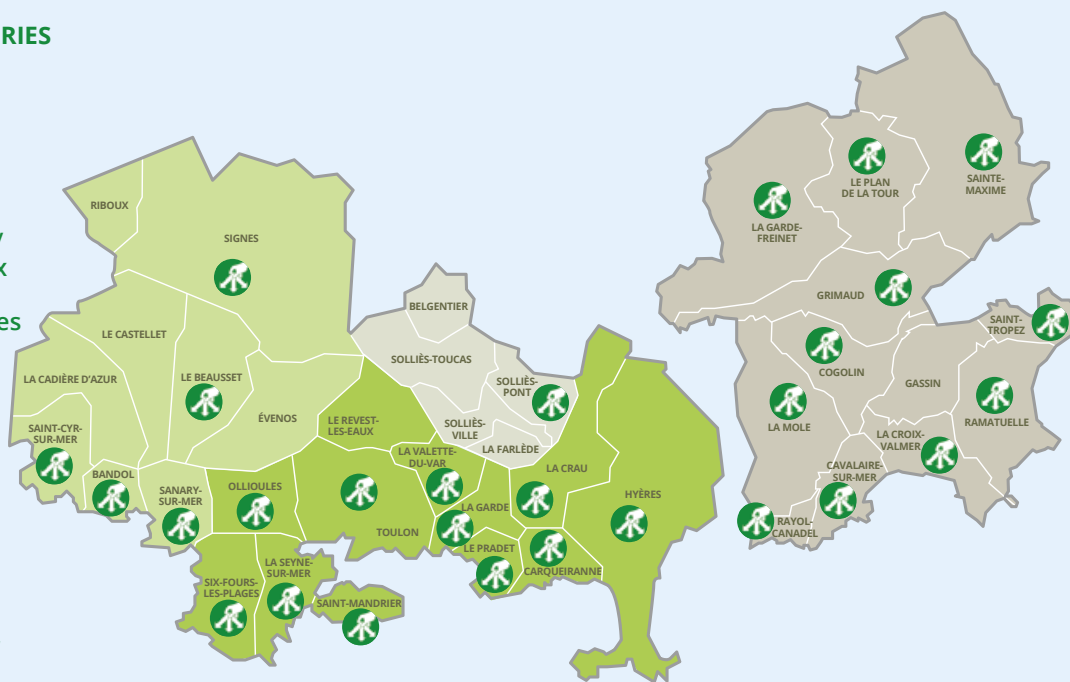 RIES
x
es
RIBOUX
SIGNES
LE CASTELLET
LA CADIÈRE D'AZUR
LE BEAUSSET
ÉVENOS
SAINT-CYR-
SUR-MER
BANDOL
SANARY-
SUR-MER
OLLIOULES
LE REVEST-
LES-EAUX
BELGENTIER
SOLLIÈS-TOUCAS
SOLLIÈS-
PONT
SOLLIÈS-
VILLE
LA FARLÈDE
LA VALETTE-
DU-VAR
LA CRAU
HYÈRES
LA GARDE
TOULON
LE PRADET
CARQUEIRANNE
LA SEYNE-
SUR-MER
SIX-FOURS-
LES-PLAGES
SAINT-MANDRIER
LE PLAN
DE LA TOUR
SAINTE-
MAXIME
LA GARDE-
FREINET
GRIMAUD
SAINT-
TROPEZ
COGOLIN
GASSIN
LA MOLE
RAMATUELLE
LA CROIX-
VALMER
CAVALAIRE-
SUR-MER
RAYOL-
CANADEL